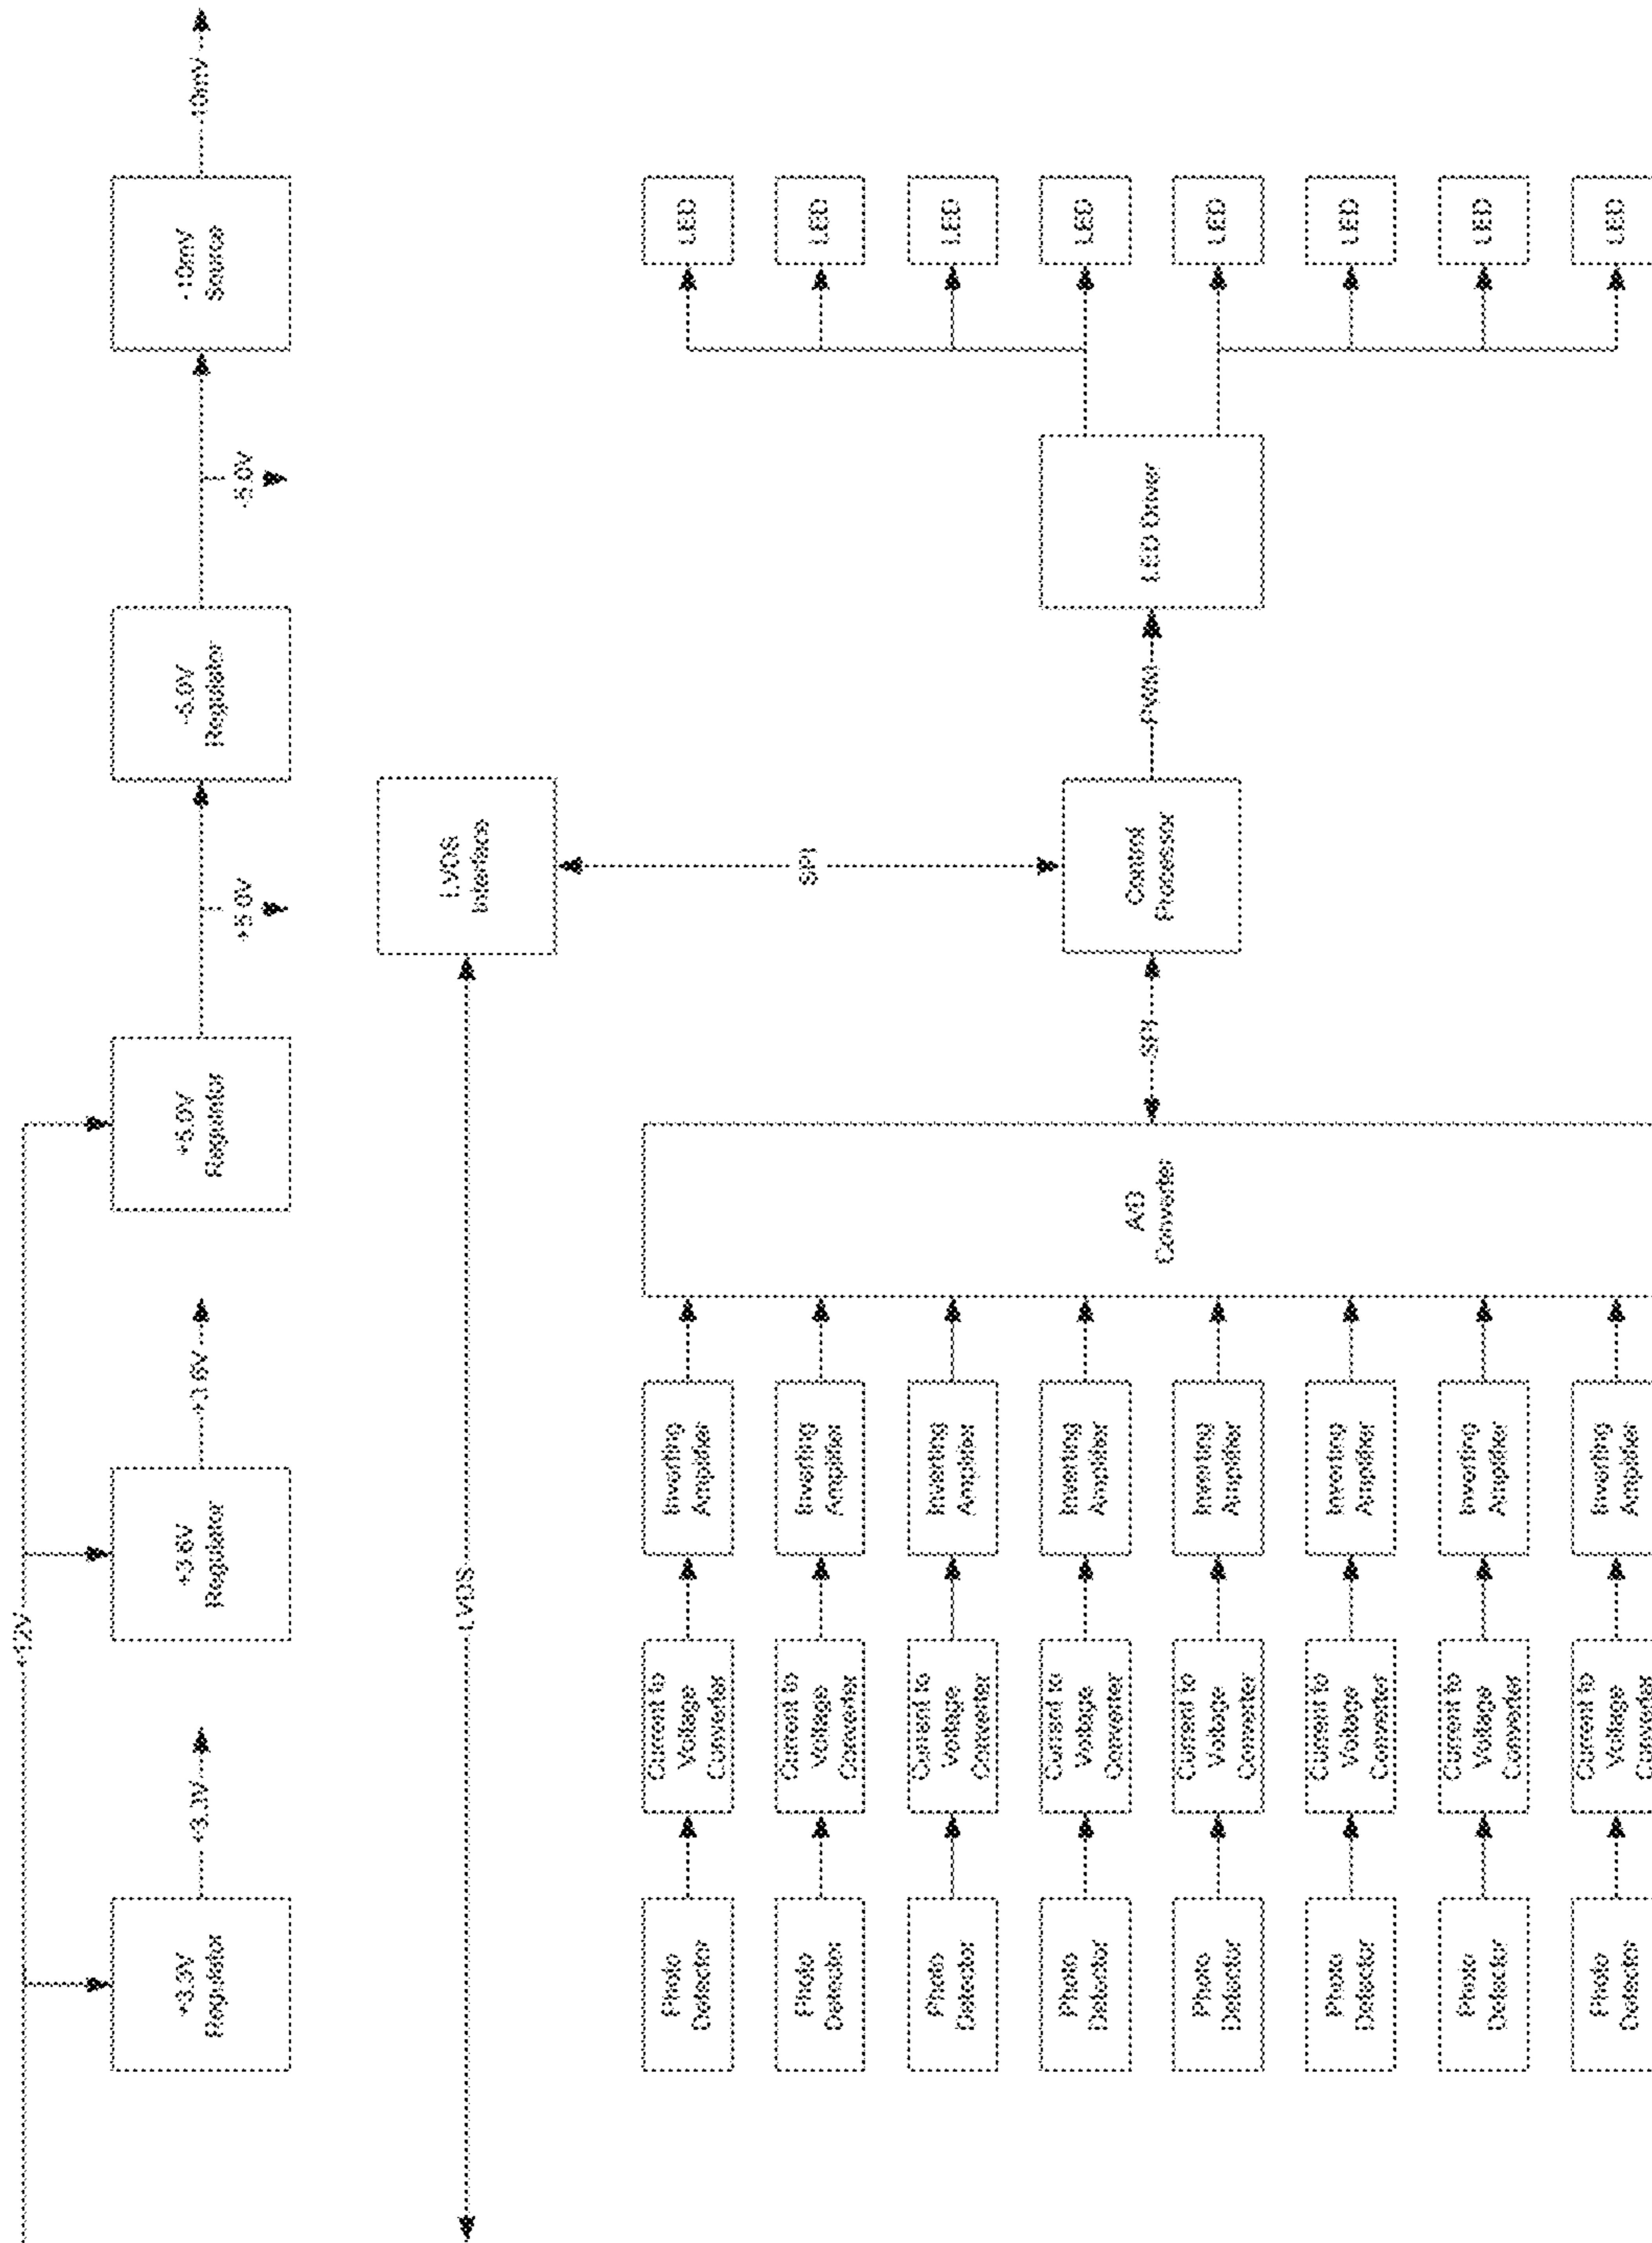 +12V
+3.3V
Regulator
+3.3V
+3.6V
Regulator
+3.6V
+5.0V
Regulator
+5.0V
-5.0V
Regulator
-5.0V
-10mV
Source
-10mV
LVDS
LVDS
Interface
SPI
Photo
Detector
Current to
Voltage
Converter
Inverting
Amplifier
LED
Photo
Detector
Current to
Voltage
Converter
Inverting
Amplifier
LED
Photo
Detector
Current to
Voltage
Converter
Inverting
Amplifier
LED
Photo
Detector
Current to
Voltage
Converter
Inverting
Amplifier
LED
A/D
Converter
SPI
Control
Processor
PWM
LED Driver
Photo
Detector
Current to
Voltage
Converter
Inverting
Amplifier
LED
Photo
Detector
Current to
Voltage
Converter
Inverting
Amplifier
LED
Photo
Detector
Current to
Voltage
Converter
Inverting
Amplifier
LED
Photo
Detector
Current to
Voltage
Converter
Inverting
Amplifier
LED